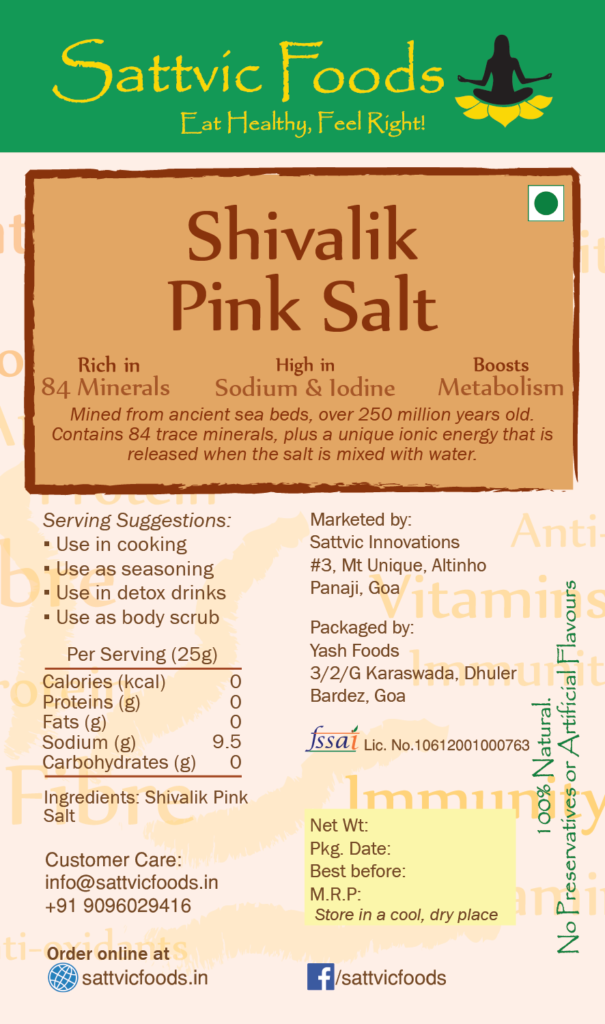 Sattvic Foods
Eat Healthy, Feel Right!
Shivalik
Pink Salt
Rich in
84 Minerals
High in
Sodium & Iodine
Boosts
Metabolism
Mined from ancient sea beds, over 250 million years old.
Contains 84 trace minerals, plus a unique ionic energy that is
released when the salt is mixed with water.
Serving Suggestions:
▪ Use in cooking
▪ Use as seasoning
▪ Use in detox drinks
▪ Use as body scrub
Per Serving (25g)
Calories (kcal) 0
Proteins (g) 0
Fats (g) 0
Sodium (g) 9.5
Carbohydrates (g) 0
Ingredients: Shivalik Pink
Salt
Customer Care:
info@sattvicfoods.in
+91 9096029416
Order online at
sattvicfoods.in
Marketed by:
Sattvic Innovations
#3, Mt Unique, Altinho
Panaji, Goa
Packaged by:
Yash Foods
3/2/G Karaswada, Dhuler
Bardez, Goa
fssai Lic. No.10612001000763
Net Wt:
Pkg. Date:
Best before:
M.R.P:
Store in a cool, dry place
f/sattvicfoods
100% Natural.
No Preservatives or Artificial Flavours
Protein
Fibre
Vitamins
Immunity